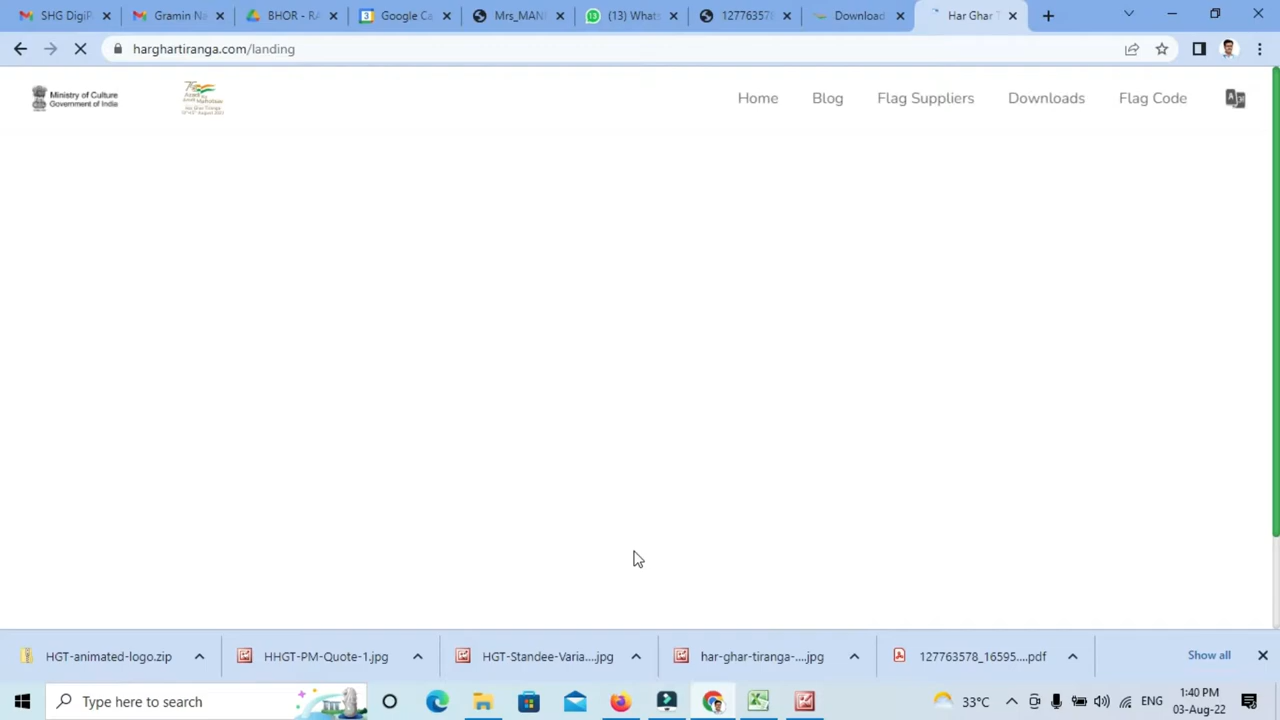 SHG DigiP
Gramin Na
BHOR - RA
Google Ca
Mrs_MAN
(13) Whats
12776357
Download
Har Ghar T
harghartiranga.com/landing
Ministry of Culture
Government of India
Home
Blog
Flag Suppliers
Downloads
Flag Code
HGT-animated-logo.zip
HHGT-PM-Quote-1.jpg
HGT-Standee-Varia....jpg
har-ghar-tiranga-....jpg
127763578_16595....pdf
Show all
Type here to search
33°C
ENG
1:40 PM
03-Aug-22